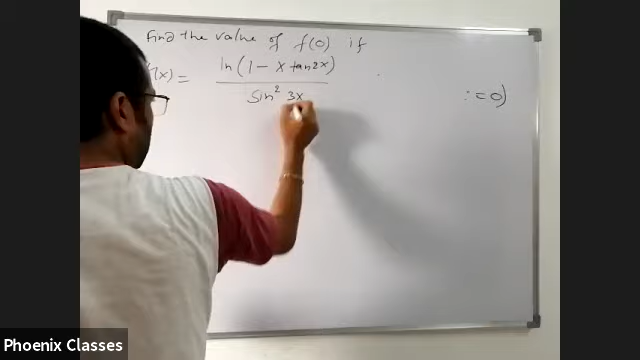 Find the value of f(0) if
f(x) = ln(1 - x tan2x)
sin² 3x
: = 0)
Phoenix Classes